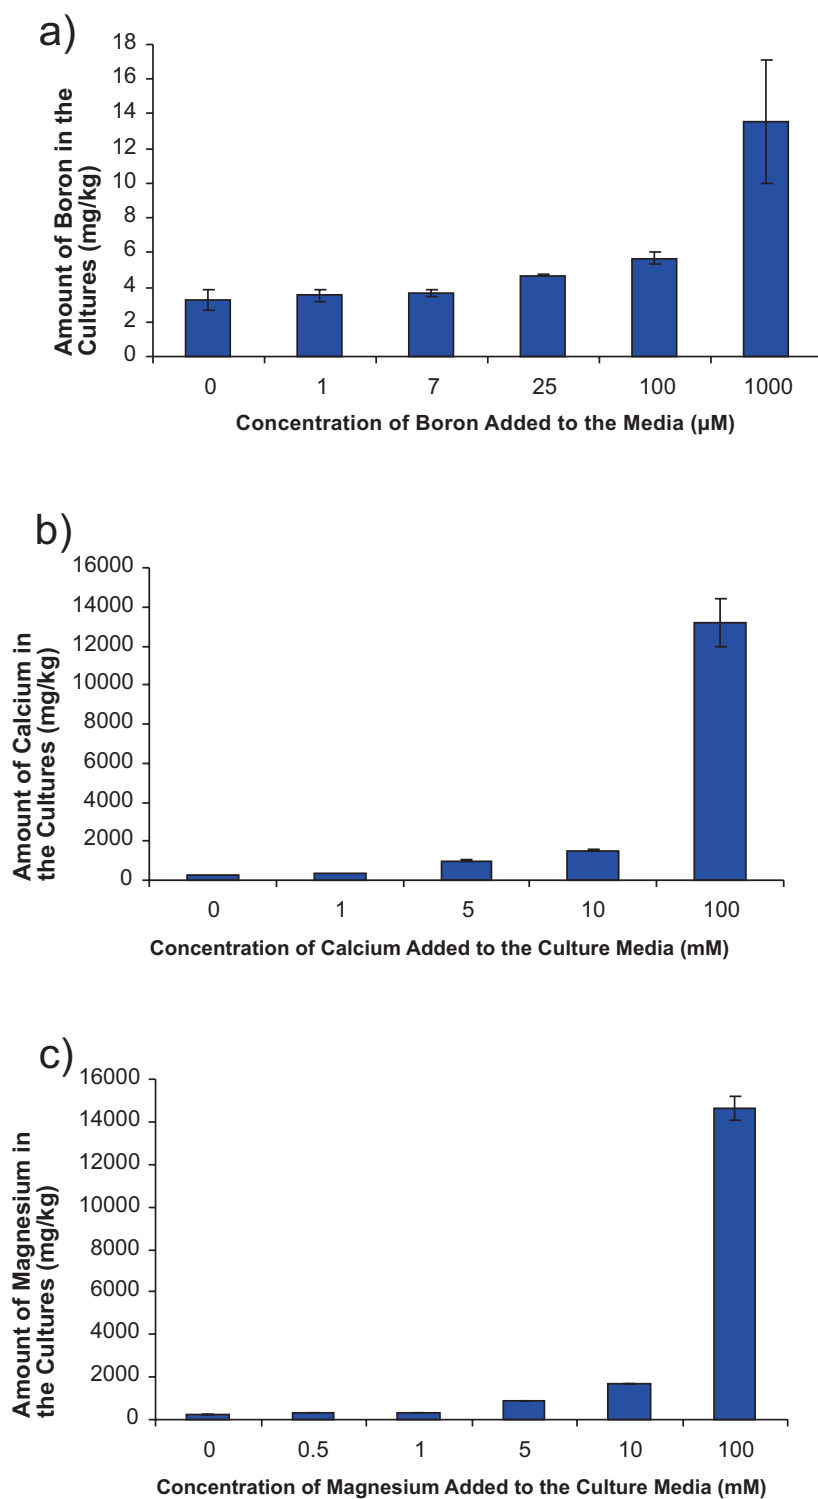 a)
18
16
14
12
10
8
6
4
2
0
Amount of Boron in the
Cultures (mg/kg)
0 1 7 25 100 1000
Concentration of Boron Added to the Media (µM)
b)
16000
14000
12000
10000
8000
6000
4000
2000
0
Amount of Calcium in
the Cultures (mg/kg)
0 1 5 10 100
Concentration of Calcium Added to the Culture Media (mM)
c)
16000
14000
12000
10000
8000
6000
4000
2000
0
Amount of Magnesium in
the Cultures (mg/kg)
0 0.5 1 5 10 100
Concentration of Magnesium Added to the Culture Media (mM)